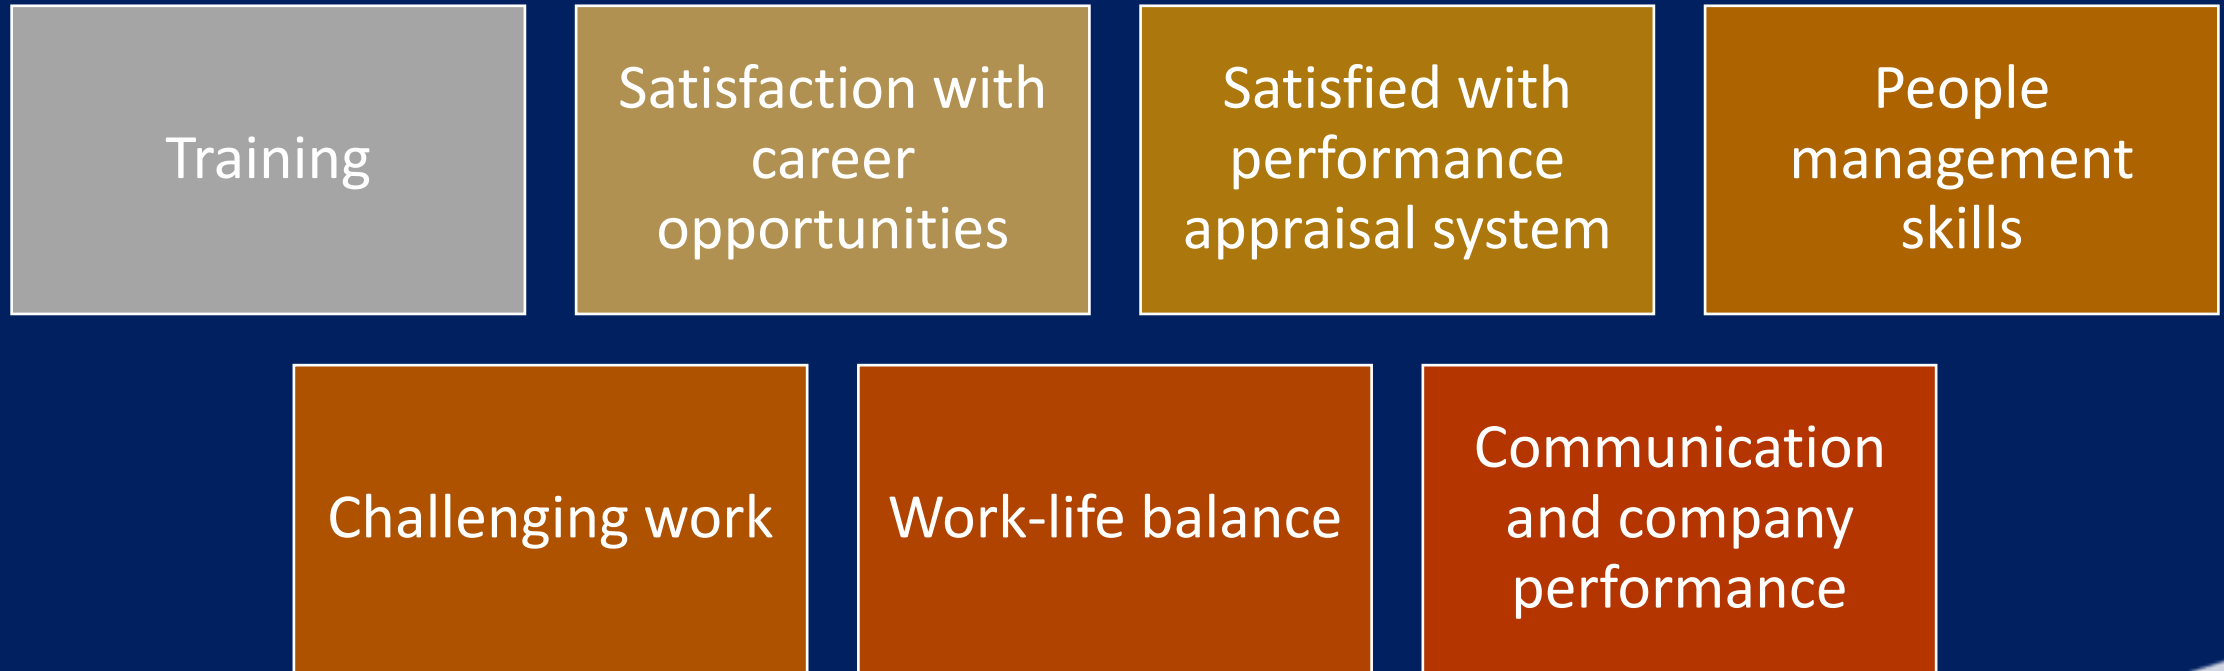 Training
Satisfaction with
career
opportunities
Satisfied with
performance
appraisal system
People
management
skills
Challenging work
Work-life balance
Communication
and company
performance